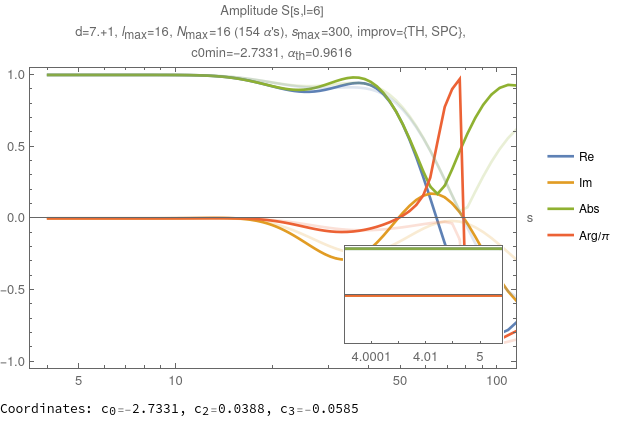 Amplitude S[s,l=6]
d=7.+1, lmax=16, Nmax=16 (154 α's), smax=300, improv={TH, SPC},
c0min=-2.7331, αth=0.9616
1.0
0.5
0.0
-0.5
-1.0
5
10
50
100
s
4.0001
4.01
5
Re
Im
Abs
Arg/π
Coordinates: c0=-2.7331, c2=0.0388, c3=-0.0585